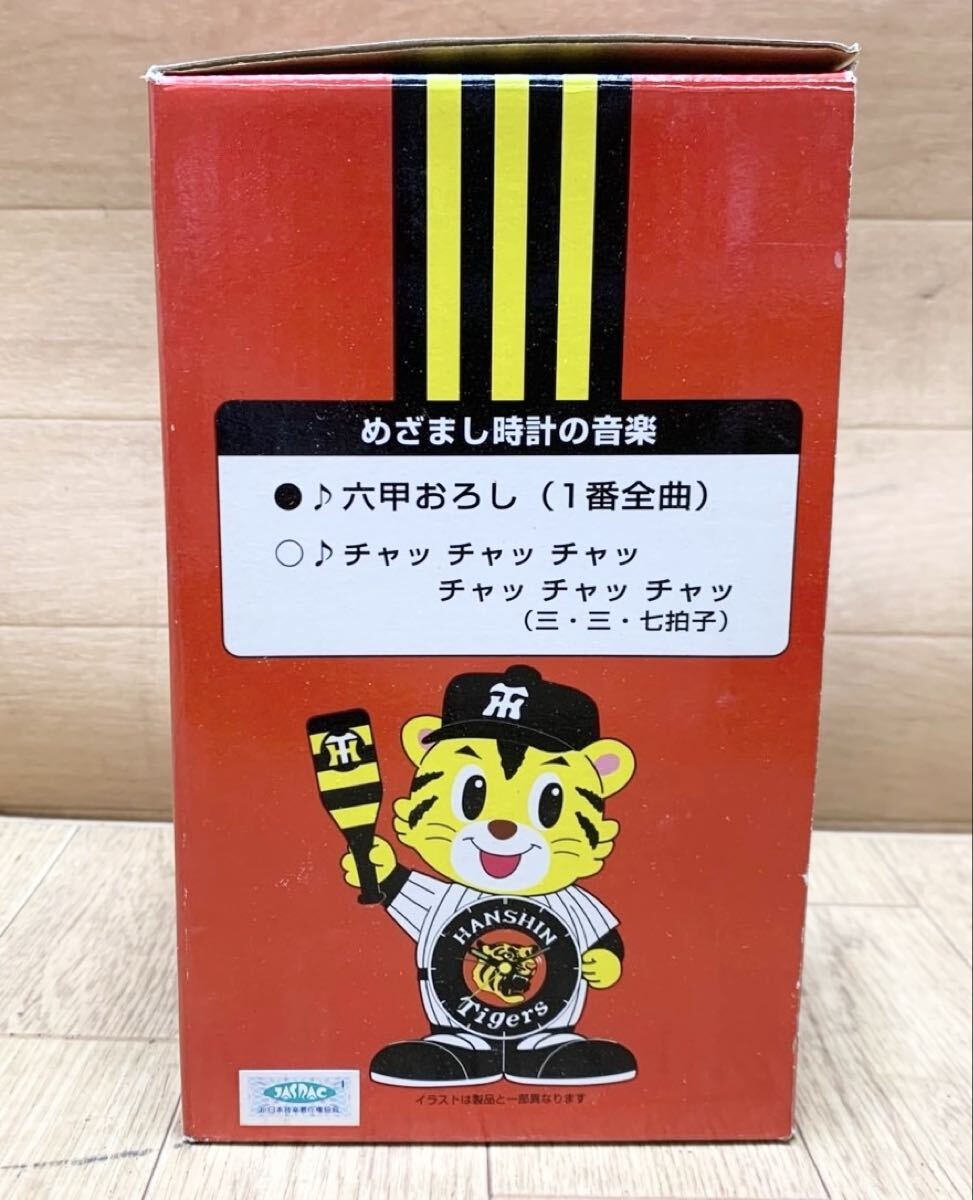 めざまし時計の音楽
●♪六甲おろし（1番全曲）
○♪チャッ チャッ チャッ
チャッ チャッ チャッ
（三・三・七拍子）
HANSHIN
Tigers
イラストは製品と一部異なります
JASRAC